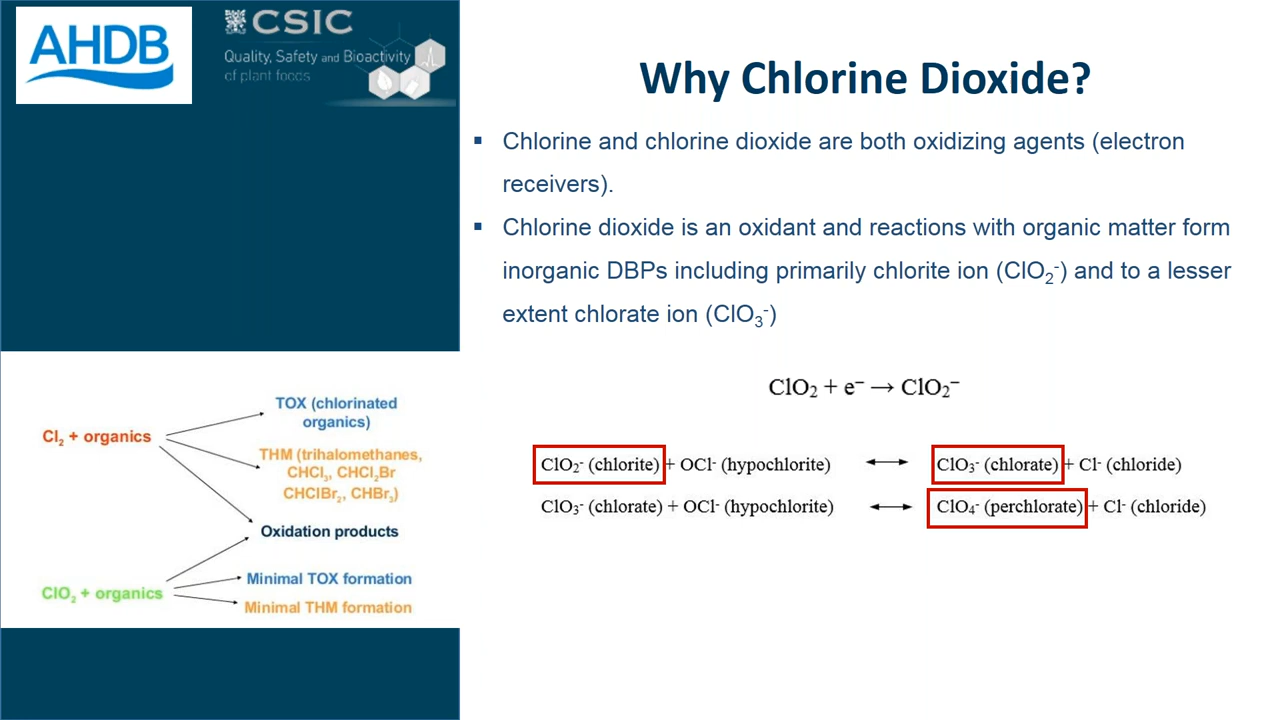 AHDB
CSIC
Quality, Safety and Bioactivity
of plant foods
Why Chlorine Dioxide?
▪ Chlorine and chlorine dioxide are both oxidizing agents (electron
receivers).
▪ Chlorine dioxide is an oxidant and reactions with organic matter form
inorganic DBPs including primarily chlorite ion (ClO₂⁻) and to a lesser
extent chlorate ion (ClO₃⁻)
ClO₂ + e⁻ → ClO₂⁻
ClO₂⁻ (chlorite) + OCl⁻ (hypochlorite) ↔ ClO₃⁻ (chlorate) + Cl⁻ (chloride)
ClO₃⁻ (chlorate) + OCl⁻ (hypochlorite) ↔ ClO₄⁻ (perchlorate) + Cl⁻ (chloride)
Cl₂ + organics
TOX (chlorinated
organics)
THM (trihalomethanes,
CHCl₃, CHCl₂Br
CHClBr₂, CHBr₃)
Oxidation products
ClO₂ + organics
Minimal TOX formation
Minimal THM formation